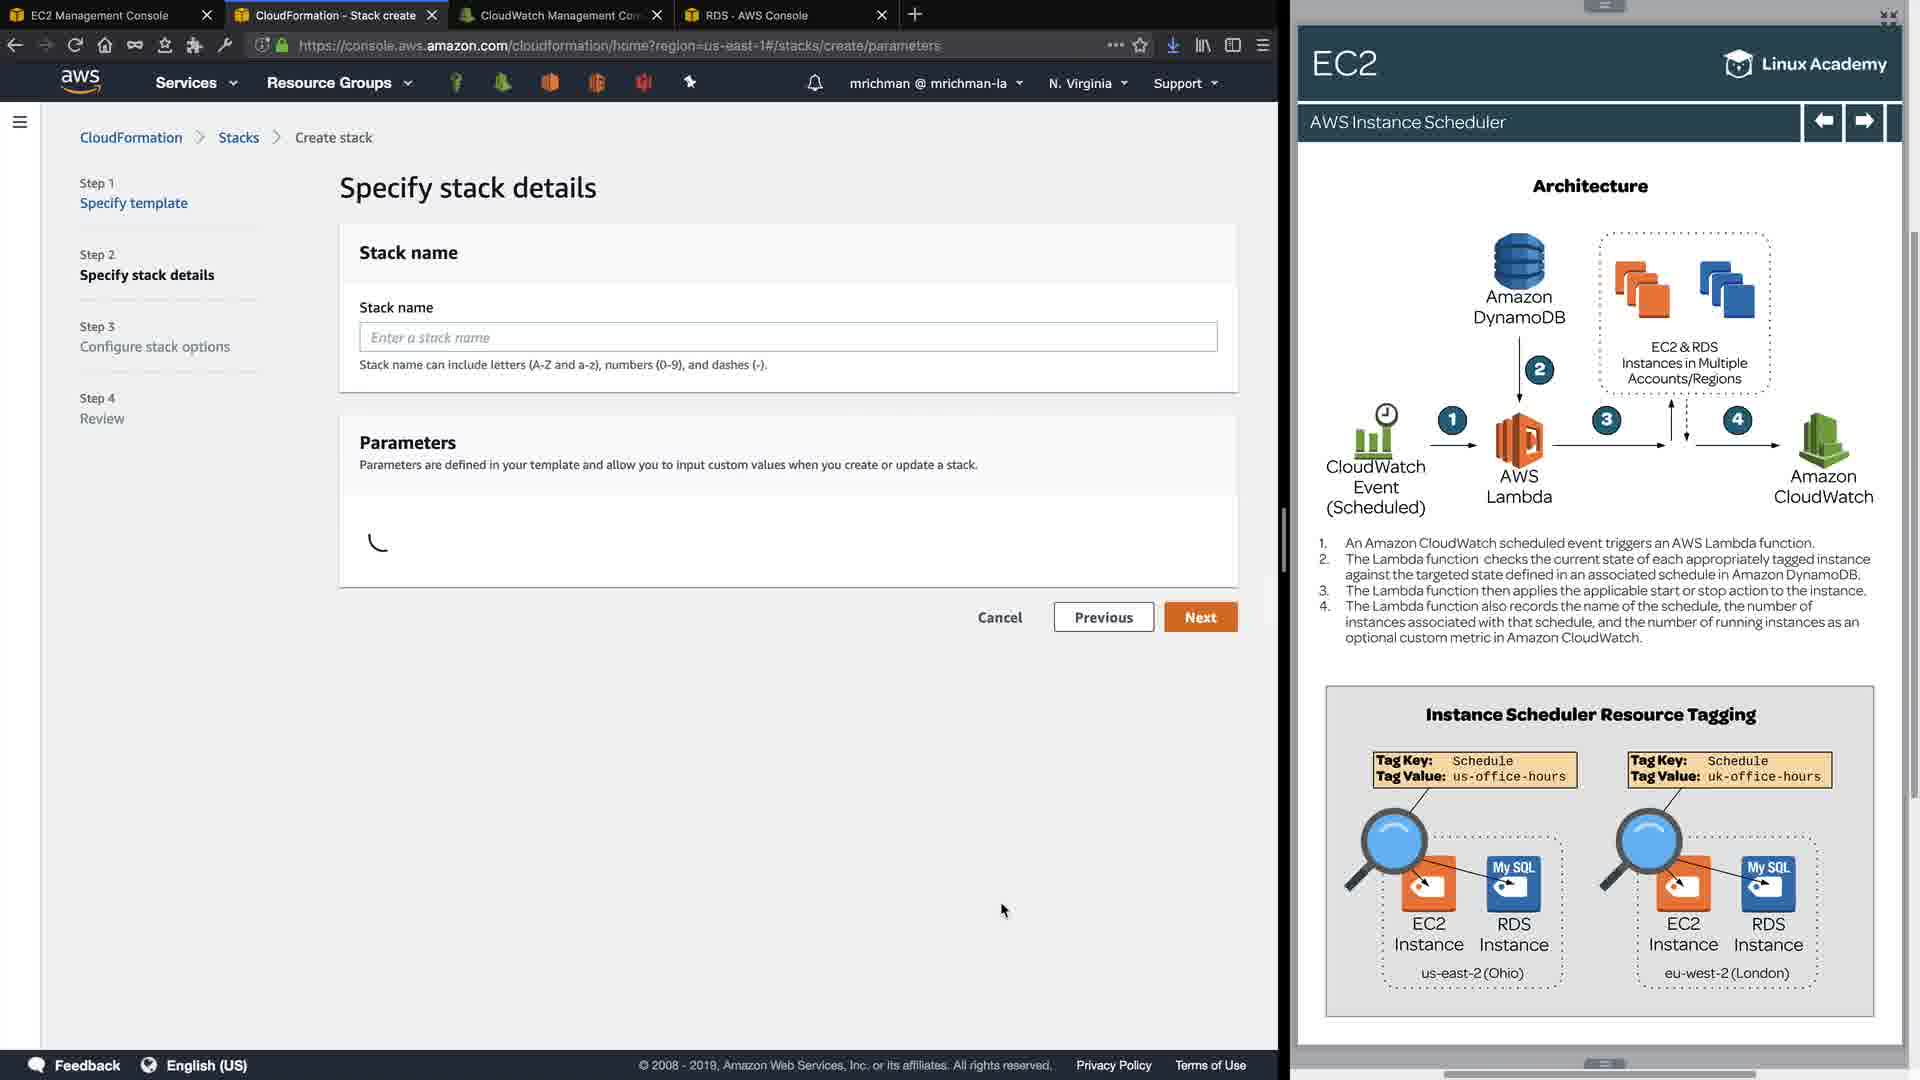 EC2 Management Console
CloudFormation - Stack create
CloudWatch Management Con
RDS - AWS Console
https://console.aws.amazon.com/cloudformation/home?region=us-east-1#/stacks/create/parameters
aws
Services
Resource Groups
mrichman @ mrichman-la
N. Virginia
Support
CloudFormation
Stacks
Create stack
Step 1
Specify template
Step 2
Specify stack details
Step 3
Configure stack options
Step 4
Review
Specify stack details
Stack name
Stack name
Enter a stack name
Stack name can include letters (A-Z and a-z), numbers (0-9), and dashes (-).
Parameters
Parameters are defined in your template and allow you to input custom values when you create or update a stack.
Cancel
Previous
Next
Feedback
English (US)
© 2008 - 2019, Amazon Web Services, Inc. or its affiliates. All rights reserved.
Privacy Policy
Terms of Use
EC2
Linux Academy
AWS Instance Scheduler
Architecture
Amazon
DynamoDB
EC2 & RDS
Instances in Multiple
Accounts/Regions
2
1
3
4
CloudWatch
Event
(Scheduled)
AWS
Lambda
Amazon
CloudWatch
1. An Amazon CloudWatch scheduled event triggers an AWS Lambda function.
2. The Lambda function checks the current state of each appropriately tagged instance
against the targeted state defined in an associated schedule in Amazon DynamoDB.
3. The Lambda function then applies the applicable start or stop action to the instance.
4. The Lambda function also records the name of the schedule, the number of
instances associated with that schedule, and the number of running instances as an
optional custom metric in Amazon CloudWatch.
Instance Scheduler Resource Tagging
Tag Key: Schedule
Tag Value: us-office-hours
Tag Key: Schedule
Tag Value: uk-office-hours
My SQL
My SQL
EC2
Instance
RDS
Instance
EC2
Instance
RDS
Instance
us-east-2 (Ohio)
eu-west-2 (London)